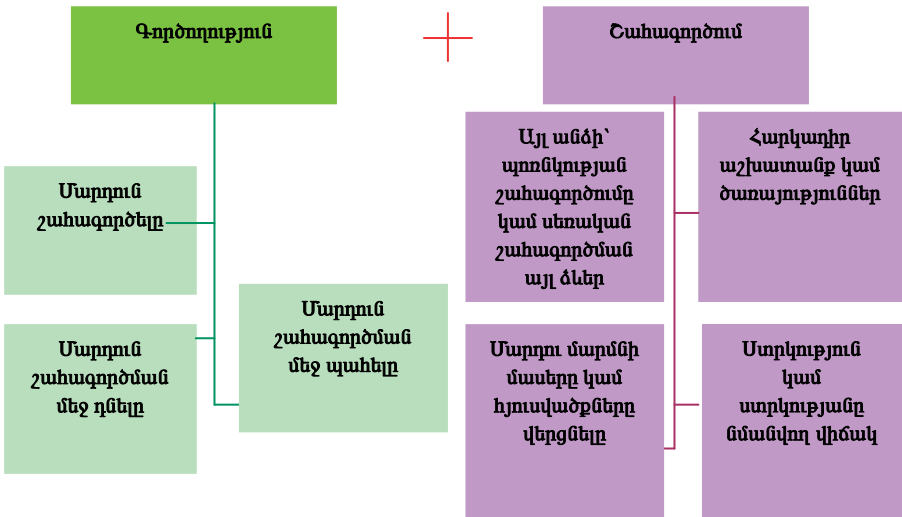 Գործողություն
Շահագործում
Մարդուն
շահագործելը
Մարդուն
շահագործման
մեջ պահելը
Մարդուն
շահագործման
մեջ դնելը
Այլ անձի՝
պոռնկության
շահագործումը
կամ սեռական
շահագործման
այլ ձևեր
Հարկադիր
աշխատանք կամ
ծառայություններ
Մարդու մարմնի
մասերը կամ
հյուսվածքները
վերցնելը
Ստրկություն
կամ
ստրկությանը
նմանվող վիճակ